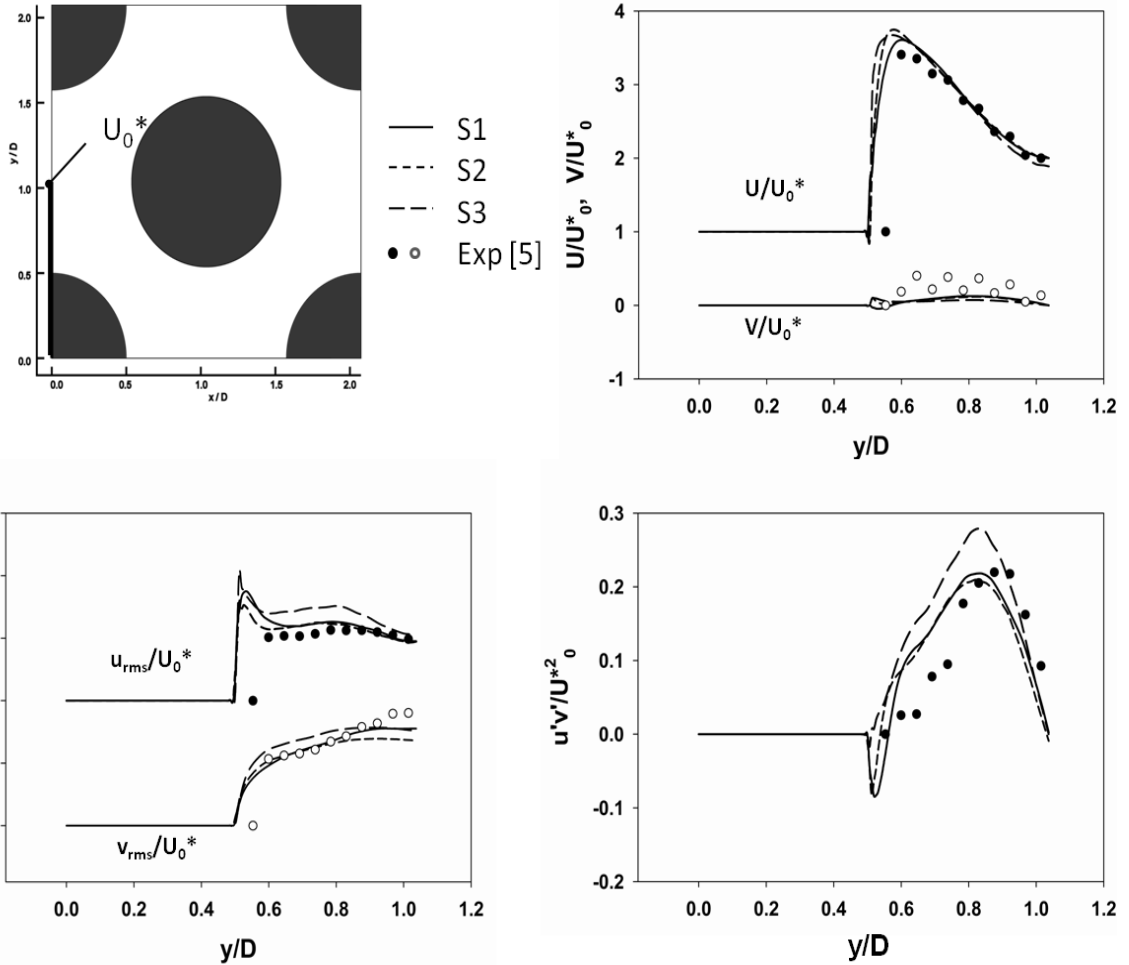 2.0
1.5
1.0
0.5
0.0
y/D
U₀*
0.0 0.5 1.0 1.5 2.0
x/D
S1
S2
S3
Exp [5]
4
3
2
1
0
-1
U/U*₀, V/U*₀
U/U₀*
V/U₀*
0.0 0.2 0.4 0.6 0.8 1.0 1.2
y/D
uᵣₘₛ/U₀*
vᵣₘₛ/U₀*
0.0 0.2 0.4 0.6 0.8 1.0 1.2
y/D
0.3
0.2
0.1
0.0
-0.1
-0.2
u'v'/U*²₀
0.0 0.2 0.4 0.6 0.8 1.0 1.2
y/D